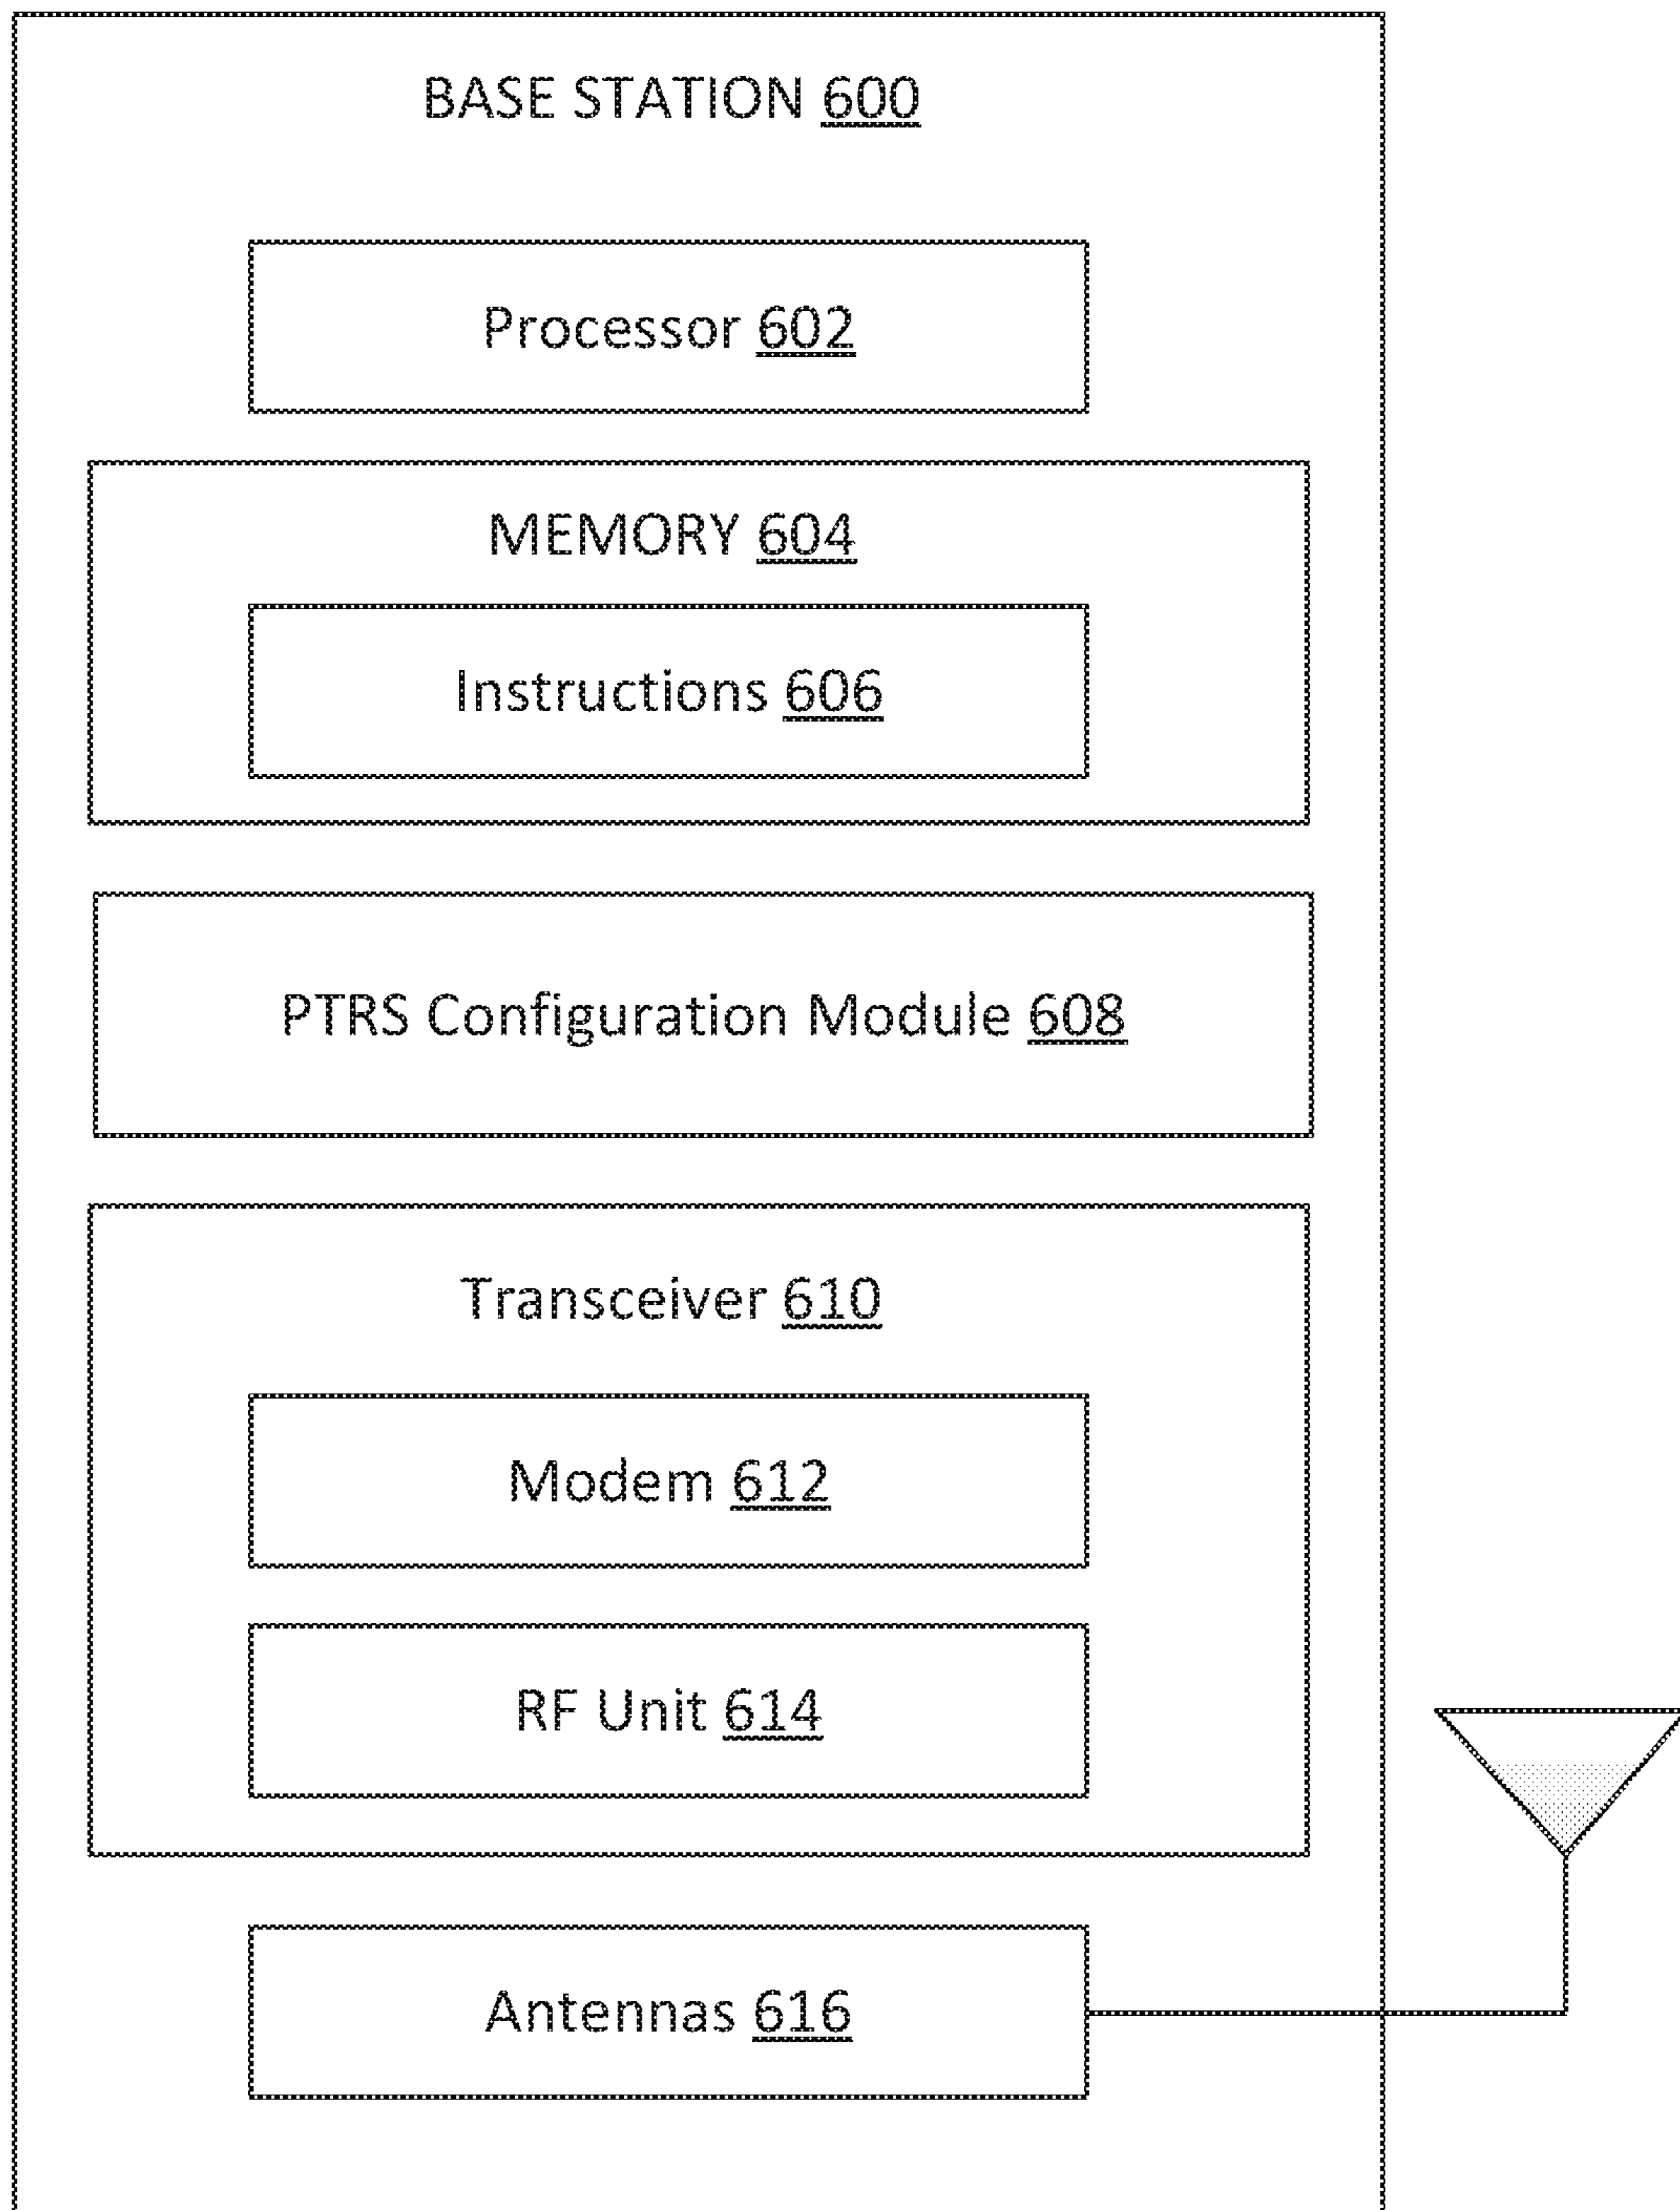 BASE STATION 600
Processor 602
MEMORY 604
Instructions 606
PTRS Configuration Module 608
Transceiver 610
Modem 612
RF Unit 614
Antennas 616